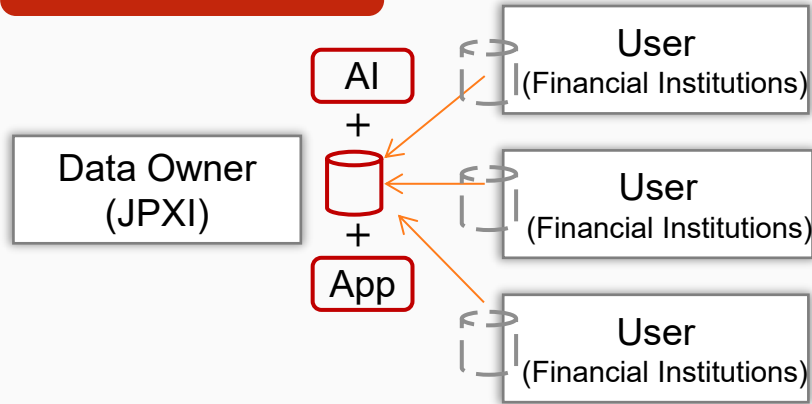 Data Owner
(JPXI)
AI
+
+
App
User
(Financial Institutions)
User
(Financial Institutions)
User
(Financial Institutions)